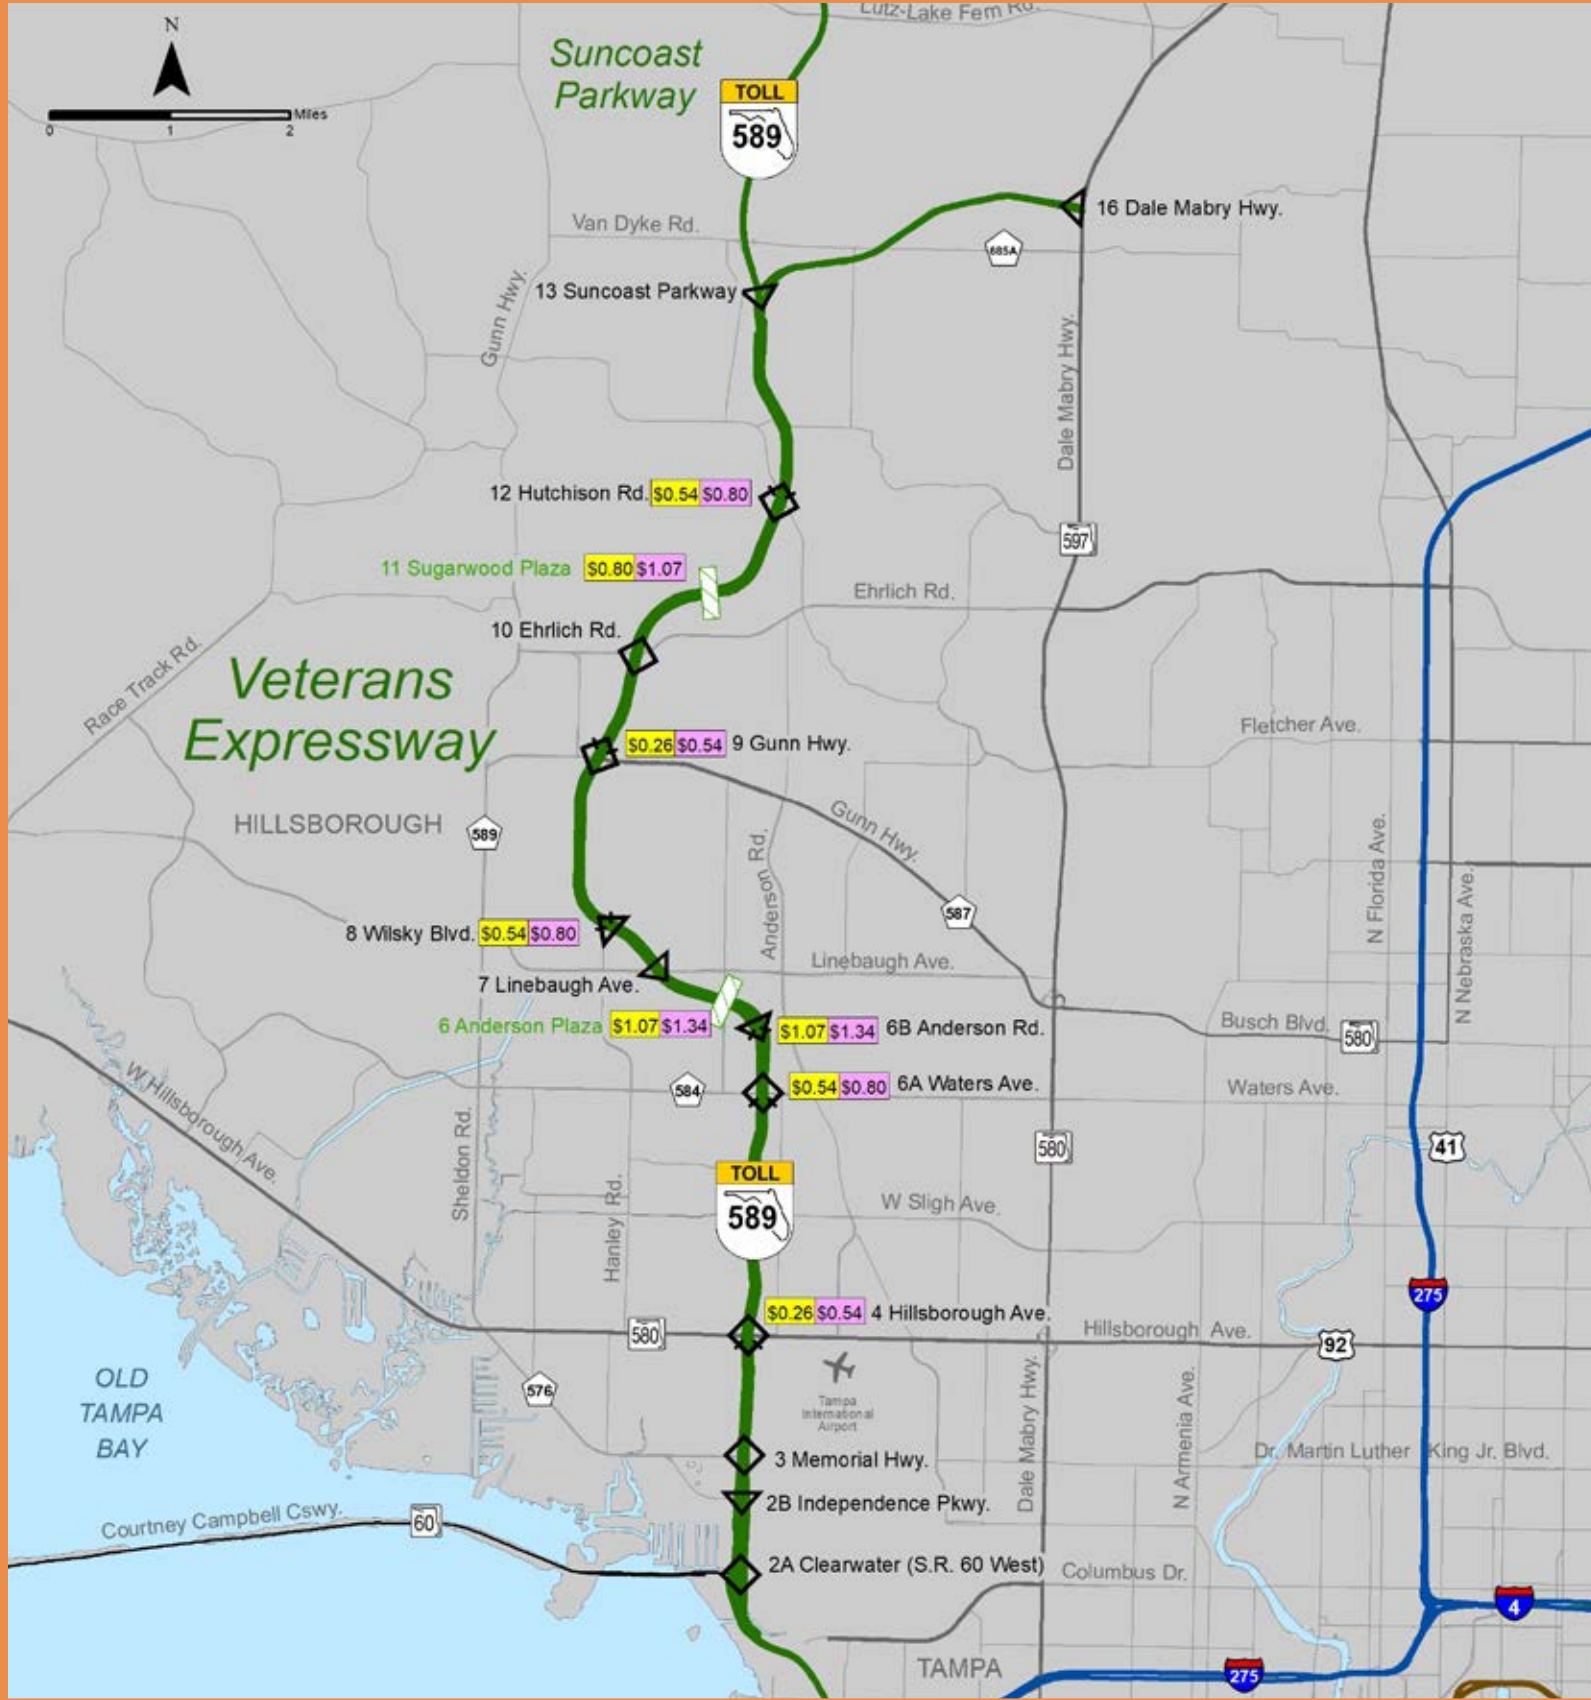 Lutz-Lake Fern Rd.
N
Suncoast
Parkway
TOLL
589
Miles
0 1 2
16 Dale Mabry Hwy.
Van Dyke Rd.
685A
13 Suncoast Parkway
Gunn Hwy.
Dale Mabry Hwy.
12 Hutchison Rd. $0.54 $0.80
597
11 Sugarwood Plaza $0.80 $1.07
Ehrlich Rd.
10 Ehrlich Rd.
Race Track Rd.
Veterans
Expressway
Fletcher Ave.
$0.26 $0.54 9 Gunn Hwy.
HILLSBOROUGH
589
Gunn Hwy.
Anderson Rd.
N Florida Ave.
N Nebraska Ave.
587
8 Wilsky Blvd. $0.54 $0.80
Linebaugh Ave.
7 Linebaugh Ave.
6 Anderson Plaza $1.07 $1.34
$1.07 $1.34 6B Anderson Rd.
Busch Blvd.
580
W Hillsborough Ave.
584
$0.54 $0.80 6A Waters Ave.
Waters Ave.
Sheldon Rd.
580
41
TOLL
589
Hanley Rd.
W Sligh Ave.
275
$0.26 $0.54 4 Hillsborough Ave.
580
Hillsborough Ave.
92
OLD
TAMPA
BAY
576
Tampa
International
Airport
Dale Mabry Hwy.
N Armenia Ave.
3 Memorial Hwy.
Dr. Martin Luther King Jr. Blvd.
2B Independence Pkwy.
Courtney Campbell Cswy.
60
2A Clearwater (S.R. 60 West)
Columbus Dr.
4
TAMPA
275